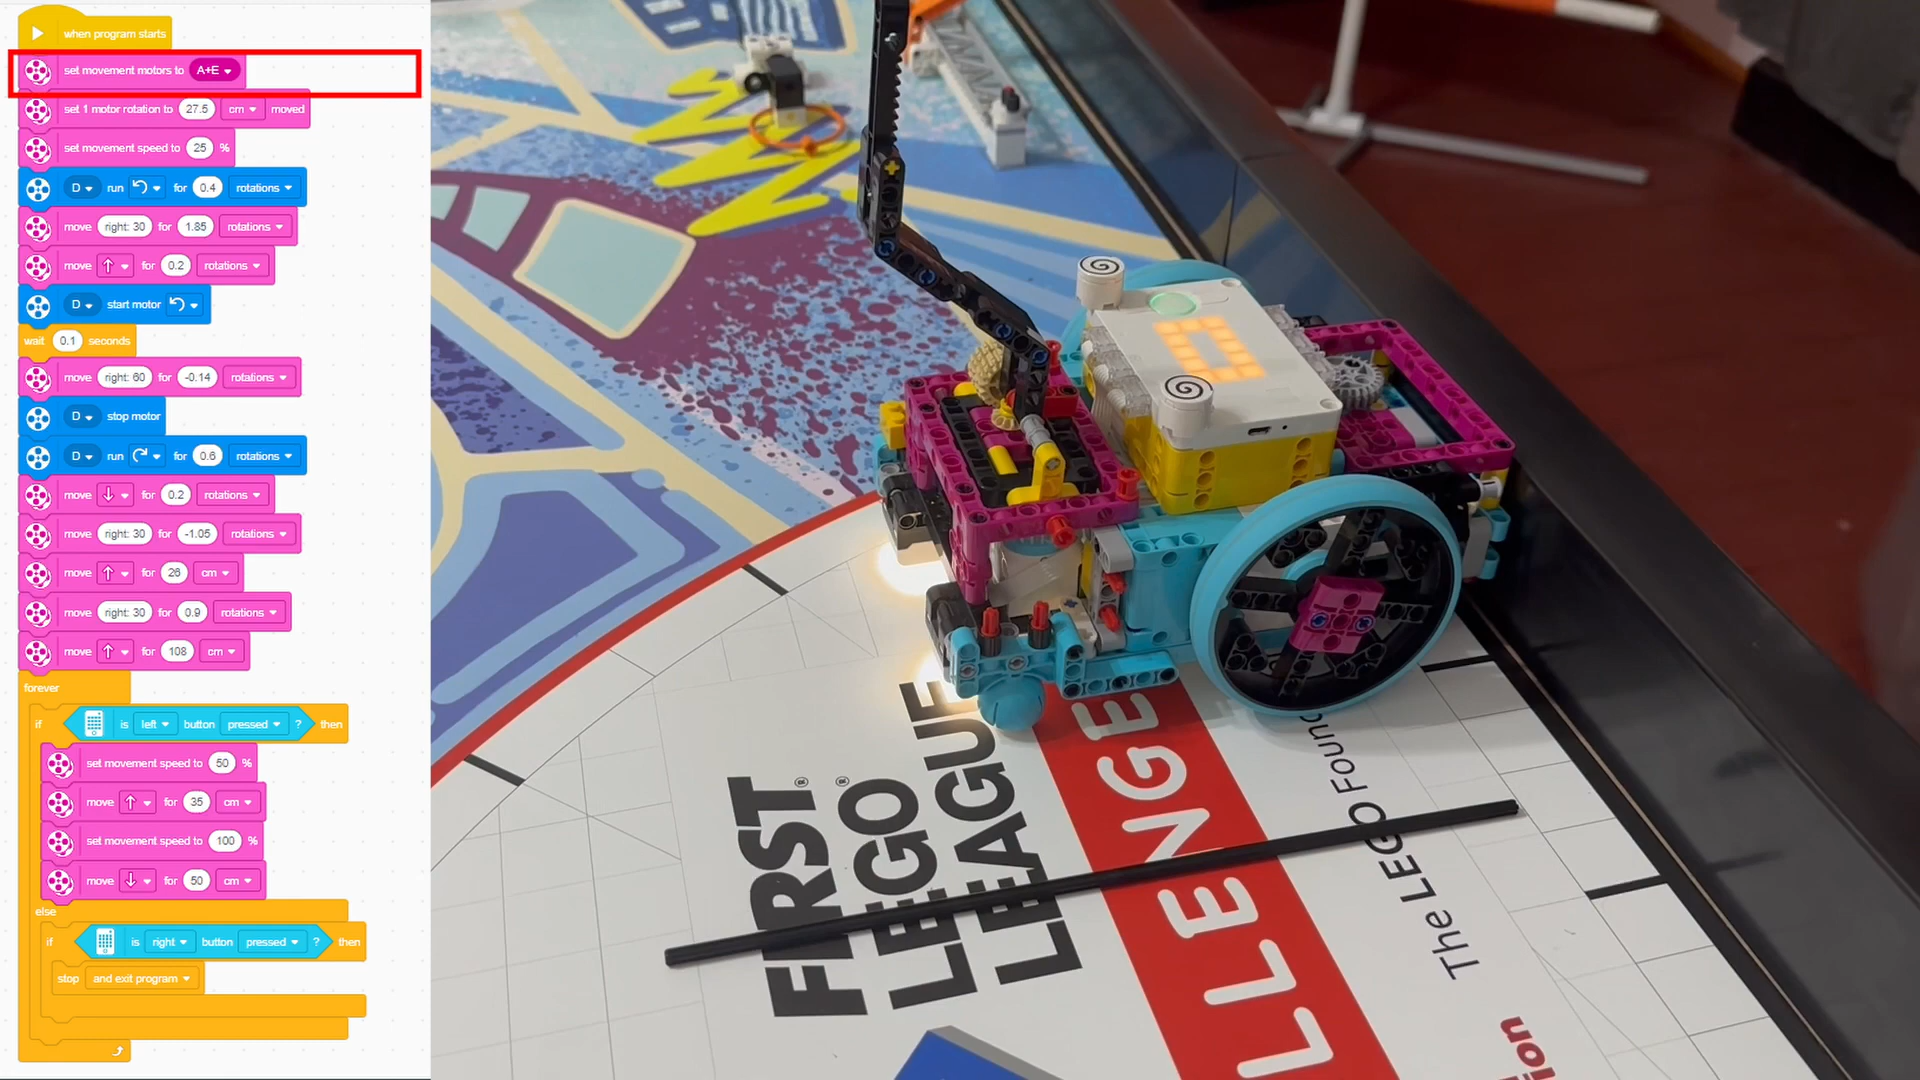 when program starts
set movement motors to A+E
set 1 motor rotation to 27.5 cm moved
set movement speed to 25 %
D run for 0.4 rotations
move right: 30 for 1.85 rotations
move for 0.2 rotations
D start motor
wait 0.1 seconds
move right: 60 for -0.14 rotations
D stop motor
D run for 0.6 rotations
move for 0.2 rotations
move right: 30 for -1.05 rotations
move for 26 cm
move right: 30 for 0.9 rotations
move for 108 cm
forever
if is left button pressed ? then
set movement speed to 50 %
move for 35 cm
set movement speed to 100 %
move for 50 cm
else
if is right button pressed ? then
stop and exit program
FIRST®
LEGO®
LEAGUE
LLENGE
The LEGO Found
ion